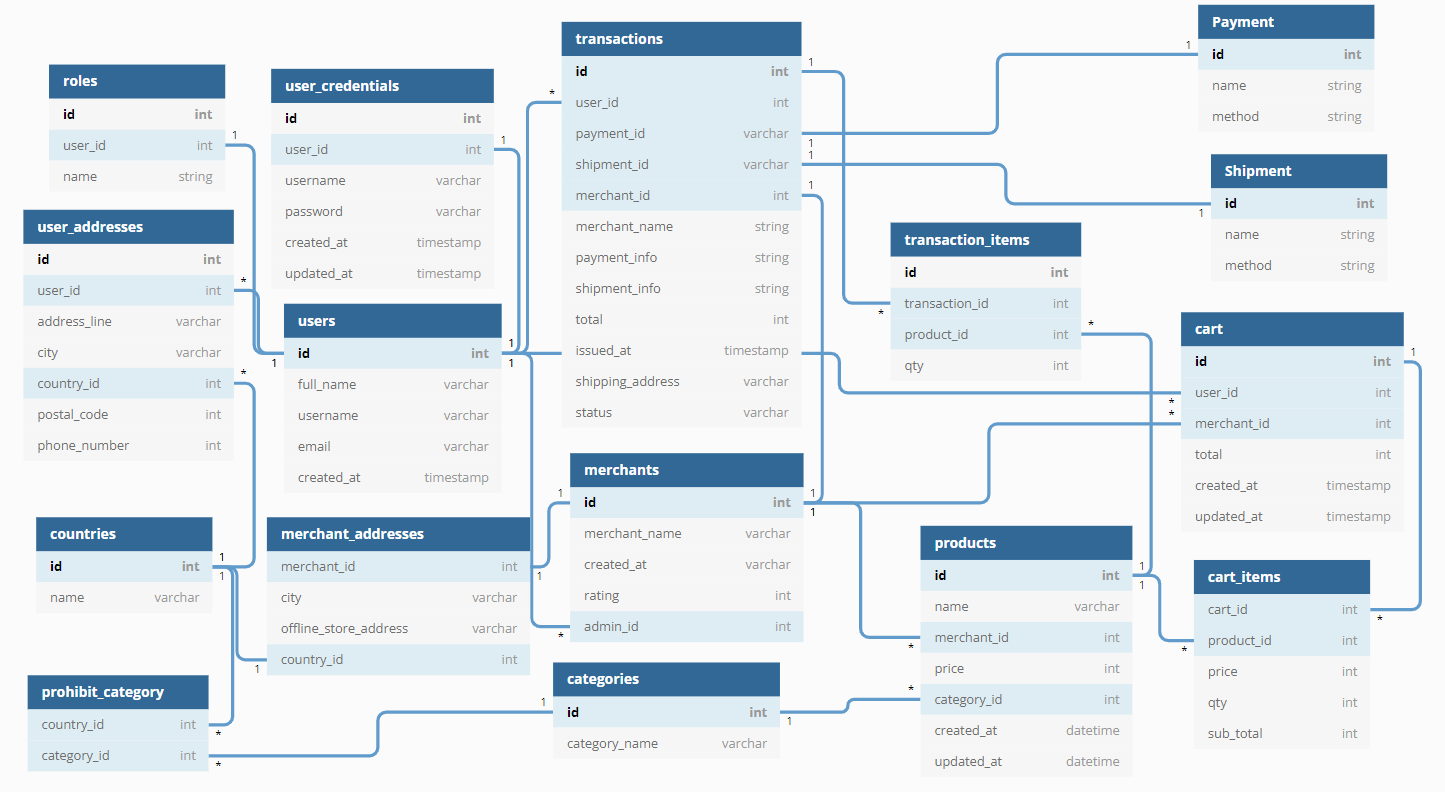 roles
id int
user_id int
name string
1
user_addresses
id int
user_id int
address_line varchar
city varchar
country_id int
postal_code int
phone_number int
*
*
countries
id int
name varchar
1
1
prohibit_category
country_id int
category_id int
*
*
user_credentials
id int
user_id int
username varchar
password varchar
created_at timestamp
updated_at timestamp
1
users
id int
full_name varchar
username varchar
email varchar
created_at timestamp
1
1
1
merchant_addresses
merchant_id int
city varchar
offline_store_address varchar
country_id int
1
1
transactions
id int
user_id int
payment_id varchar
shipment_id varchar
merchant_id int
merchant_name string
payment_info string
shipment_info string
total int
issued_at timestamp
shipping_address varchar
status varchar
*
1
1
1
1
merchants
id int
merchant_name varchar
created_at varchar
rating int
admin_id int
1
1
1
*
categories
id int
category_name varchar
1
1
transaction_items
id int
transaction_id int
product_id int
qty int
*
*
products
id int
name varchar
merchant_id int
price int
category_id int
created_at datetime
updated_at datetime
1
1
*
*
Payment
id int
name string
method string
1
Shipment
id int
name string
method string
1
cart
id int
user_id int
merchant_id int
total int
created_at timestamp
updated_at timestamp
1
*
*
cart_items
cart_id int
product_id int
price int
qty int
sub_total int
*
*